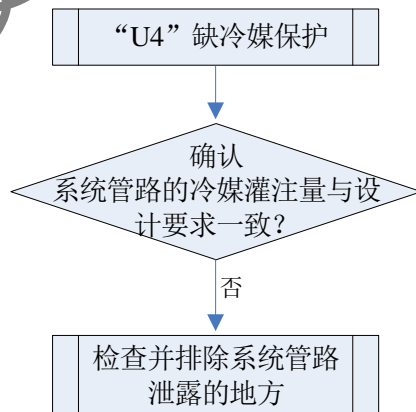 “U4”缺冷媒保护
确认
系统管路的冷媒灌注量与设
计要求一致？
否
检查并排除系统管路
泄露的地方